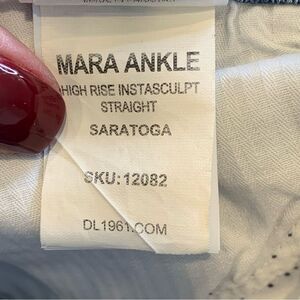 MARA ANKLE
HIGH RISE INSTASCULPT
STRAIGHT
SARATOGA
SKU:12082
DL1961.COM